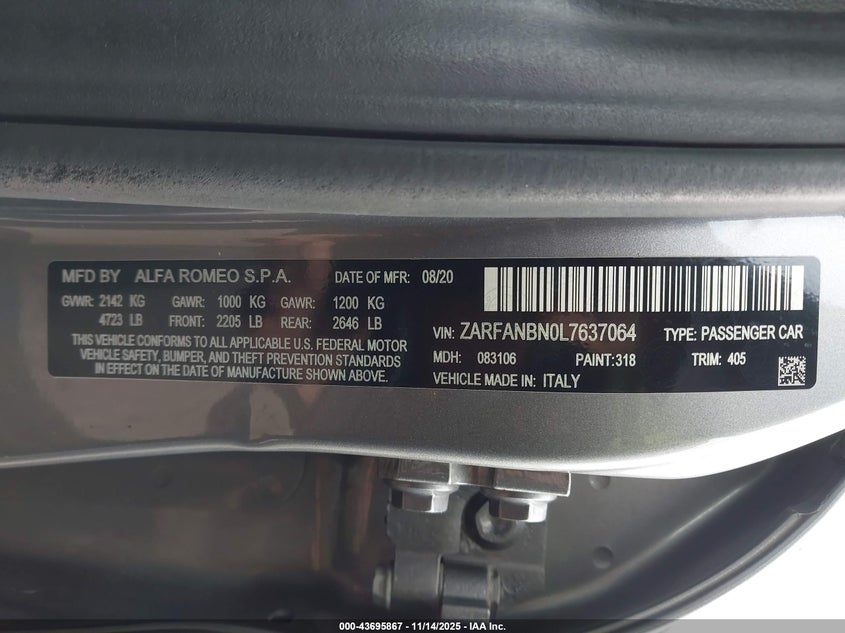 MFD BY ALFA ROMEO S.P.A. DATE OF MFR: 08/20
GVWR: 2142 KG GAWR: 1000 KG GAWR: 1200 KG
4723 LB FRONT: 2205 LB REAR: 2646 LB
THIS VEHICLE CONFORMS TO ALL APPLICABLE U.S. FEDERAL MOTOR
VEHICLE SAFETY, BUMPER, AND THEFT PREVENTION STANDARDS
IN EFFECT ON THE DATE OF MANUFACTURE SHOWN ABOVE.
VIN: ZARFANBN0L7637064 TYPE: PASSENGER CAR
MDH: 083106 PAINT:318 TRIM: 405
VEHICLE MADE IN: ITALY
000-43695867 - 11/14/2025 - IAA Inc.